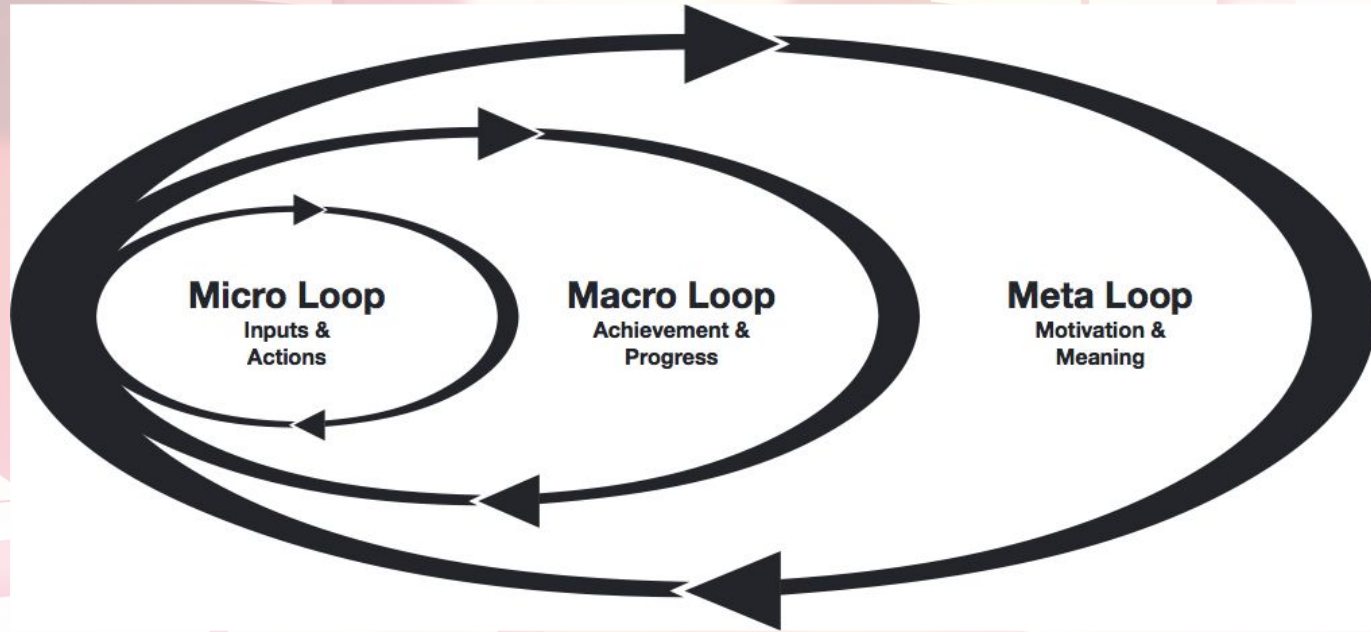 Micro Loop
Inputs &
Actions
Macro Loop
Achievement &
Progress
Meta Loop
Motivation &
Meaning